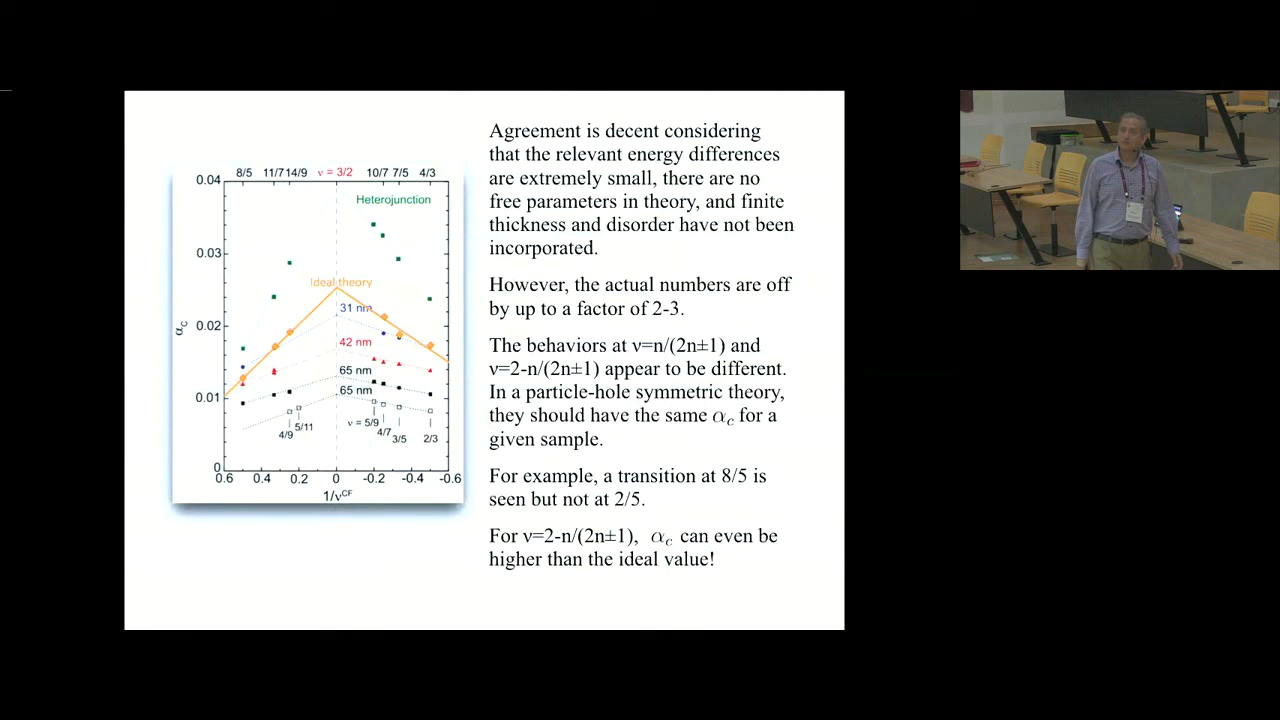 8/5 11/7 14/9 ν = 3/2 10/7 7/5 4/3
0.04
Heterojunction
0.03
Ideal theory
31 nm
0.02
αc
42 nm
65 nm
0.01
65 nm
4/9 5/11 ν = 5/9 4/7 3/5 2/3
0
0.6 0.4 0.2 0 -0.2 -0.4 -0.6
1/νCF
Agreement is decent considering
that the relevant energy differences
are extremely small, there are no
free parameters in theory, and finite
thickness and disorder have not been
incorporated.
However, the actual numbers are off
by up to a factor of 2-3.
The behaviors at ν=n/(2n±1) and
ν=2-n/(2n±1) appear to be different.
In a particle-hole symmetric theory,
they should have the same αc for a
given sample.
For example, a transition at 8/5 is
seen but not at 2/5.
For ν=2-n/(2n±1), αc can even be
higher than the ideal value!